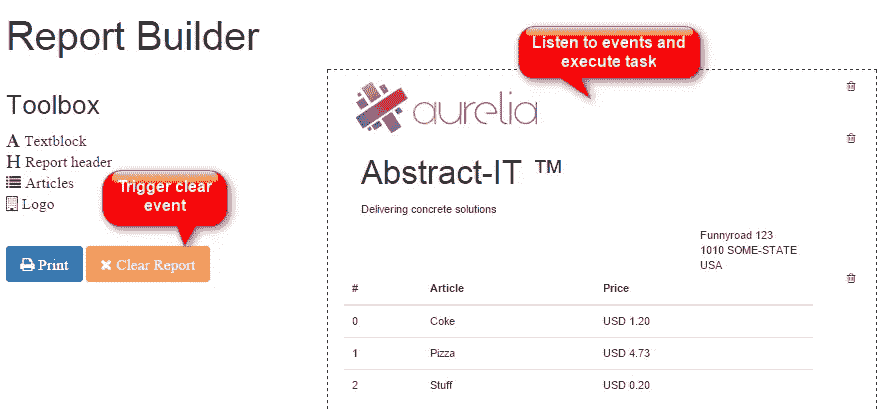 Report Builder
Toolbox
A Textblock
H Report header
Articles
Logo
Trigger clear
event
Print
Clear Report
Listen to events and
execute task
aurelia
Abstract-IT ™
Delivering concrete solutions
Funnyroad 123
1010 SOME-STATE
USA
# Article Price
0 Coke USD 1.20
1 Pizza USD 4.73
2 Stuff USD 0.20